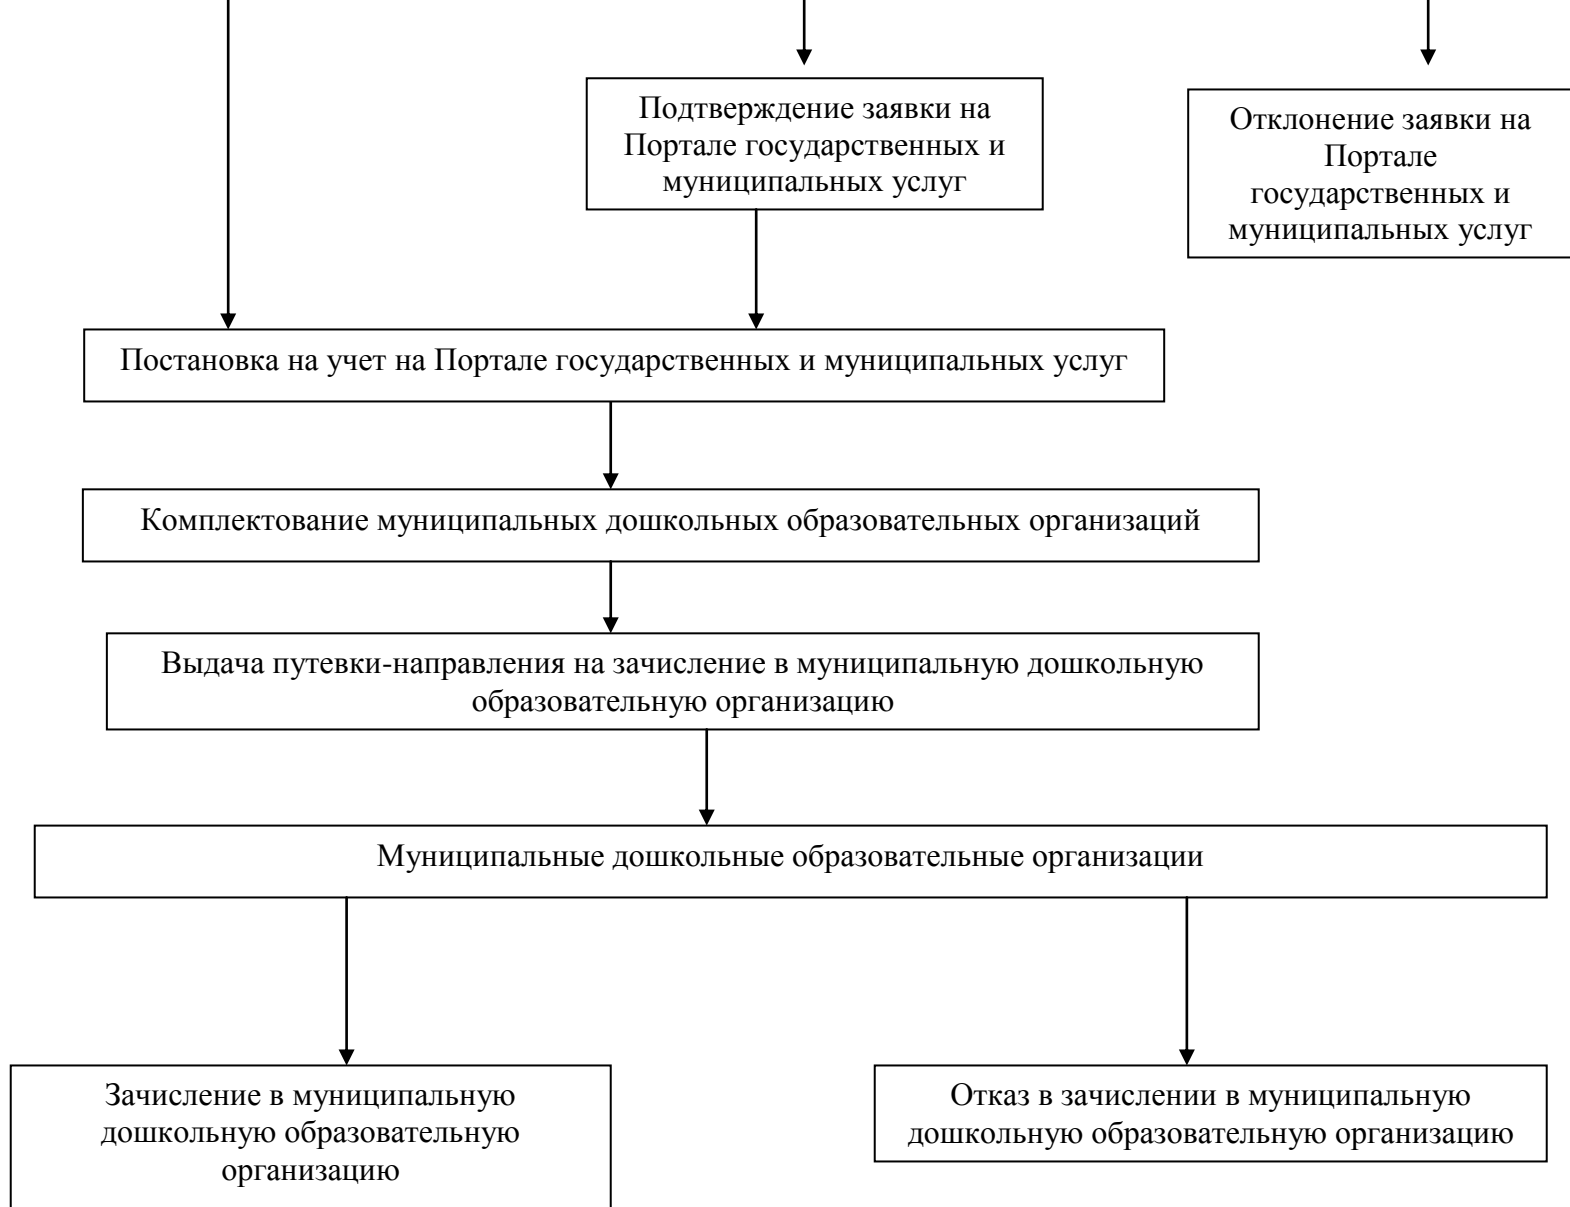 Подтверждение заявки на
Портале государственных и
муниципальных услуг
Отклонение заявки на
Портале
государственных и
муниципальных услуг
Постановка на учет на Портале государственных и муниципальных услуг
Комплектование муниципальных дошкольных образовательных организаций
Выдача путевки-направления на зачисление в муниципальную дошкольную
образовательную организацию
Муниципальные дошкольные образовательные организации
Зачисление в муниципальную
дошкольную образовательную
организацию
Отказ в зачислении в муниципальную
дошкольную образовательную организацию